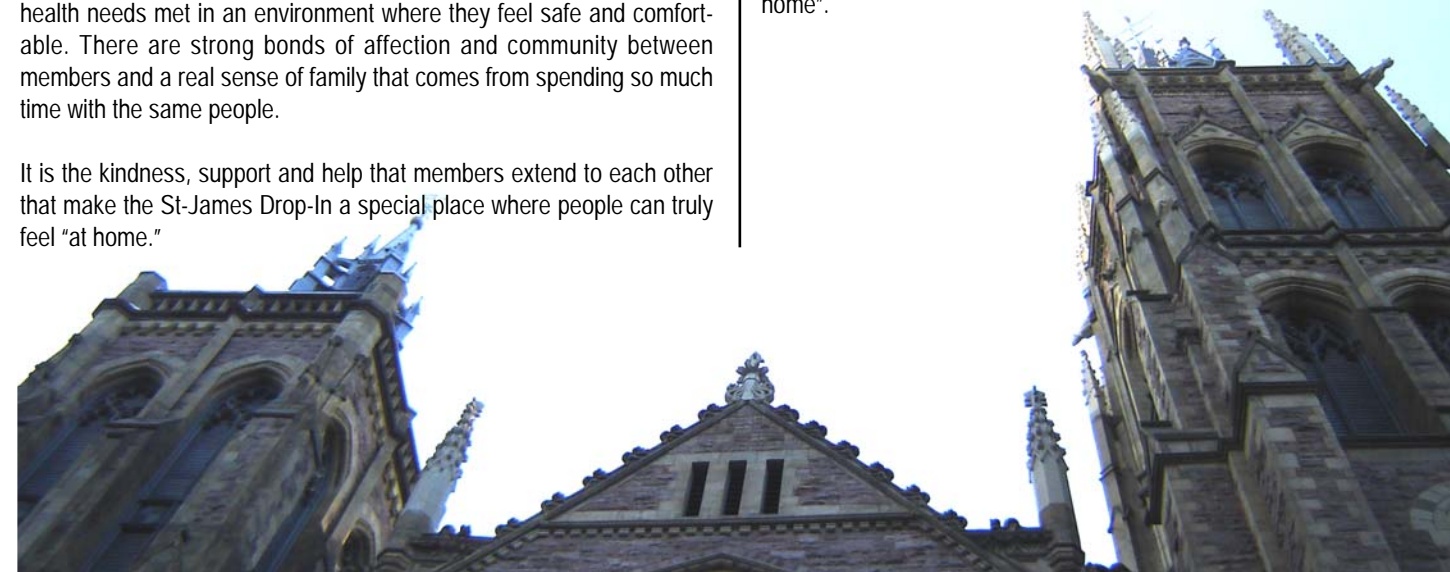 health needs met in an environment where they feel safe and comfort-
able. There are strong bonds of affection and community between
members and a real sense of family that comes from spending so much
time with the same people.
It is the kindness, support and help that members extend to each other
that make the St-James Drop-In a special place where people can truly
feel “at home.”
home”.